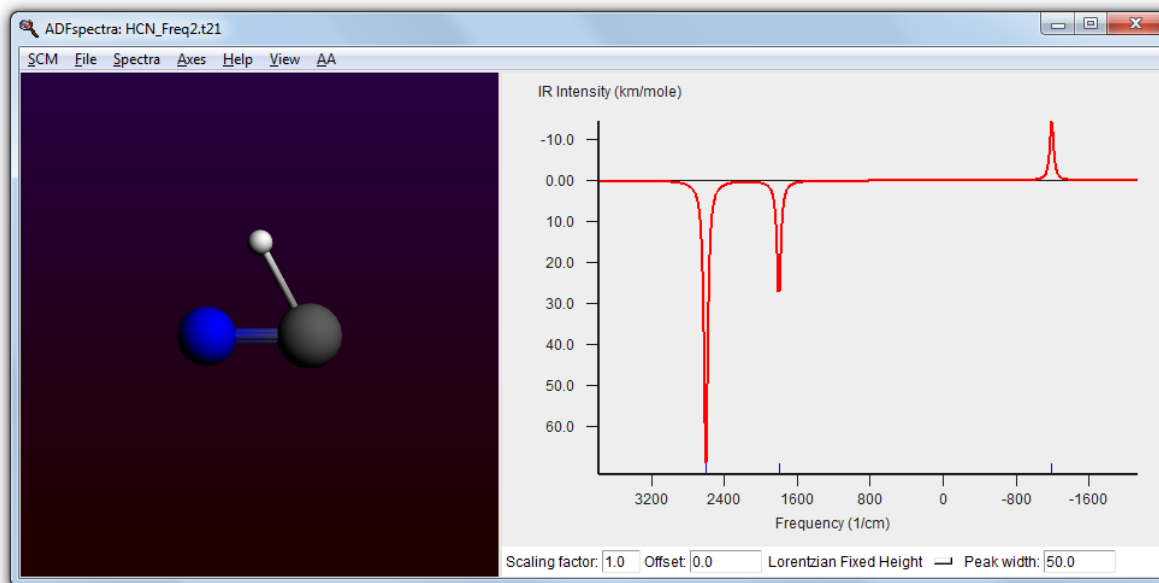 ADFspectra: HCN_Freq2.t21
SCM File Spectra Axes Help View AA
IR Intensity (km/mole)
-10.0
0.00
10.0
20.0
30.0
40.0
50.0
60.0
3200 2400 1600 800 0 -800 -1600
Frequency (1/cm)
Scaling factor: 1.0 Offset: 0.0 Lorentzian Fixed Height Peak width: 50.0